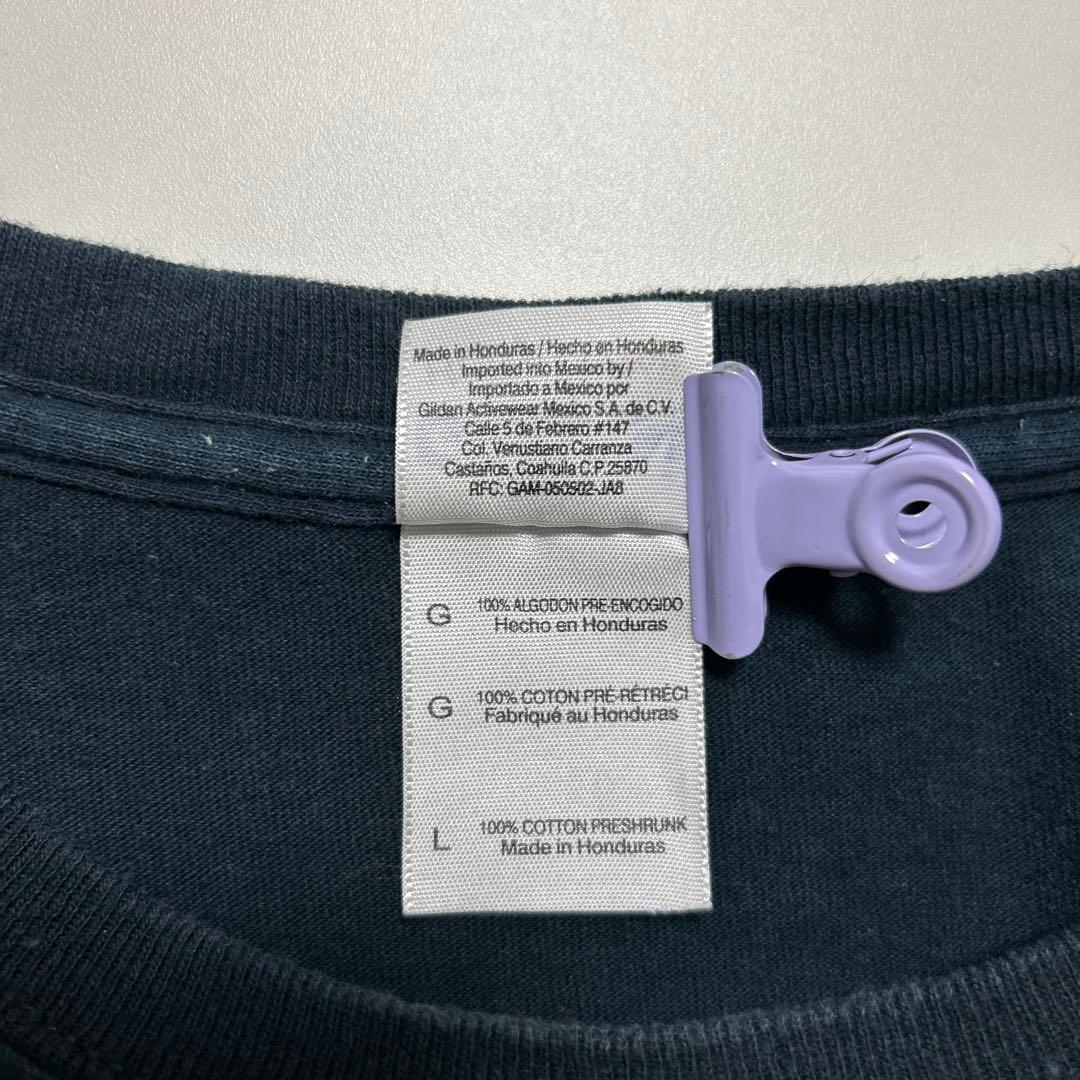 Made in Honduras / Hecho en Honduras
Imported into Mexico by /
Importado a Mexico por
Gildan Activewear Mexico S.A. de C.V.
Calle 5 de Febrero #147
Col. Venustiano Carranza
Castaños, Coahuila C.P.25870
RFC: GAM-050502-JA8
G 100% ALGODON PRE-ENCOGIDO
Hecho en Honduras
G 100% COTON PRÉ-RÉTRÉCI
Fabriqué au Honduras
L 100% COTTON PRESHRUNK
Made in Honduras